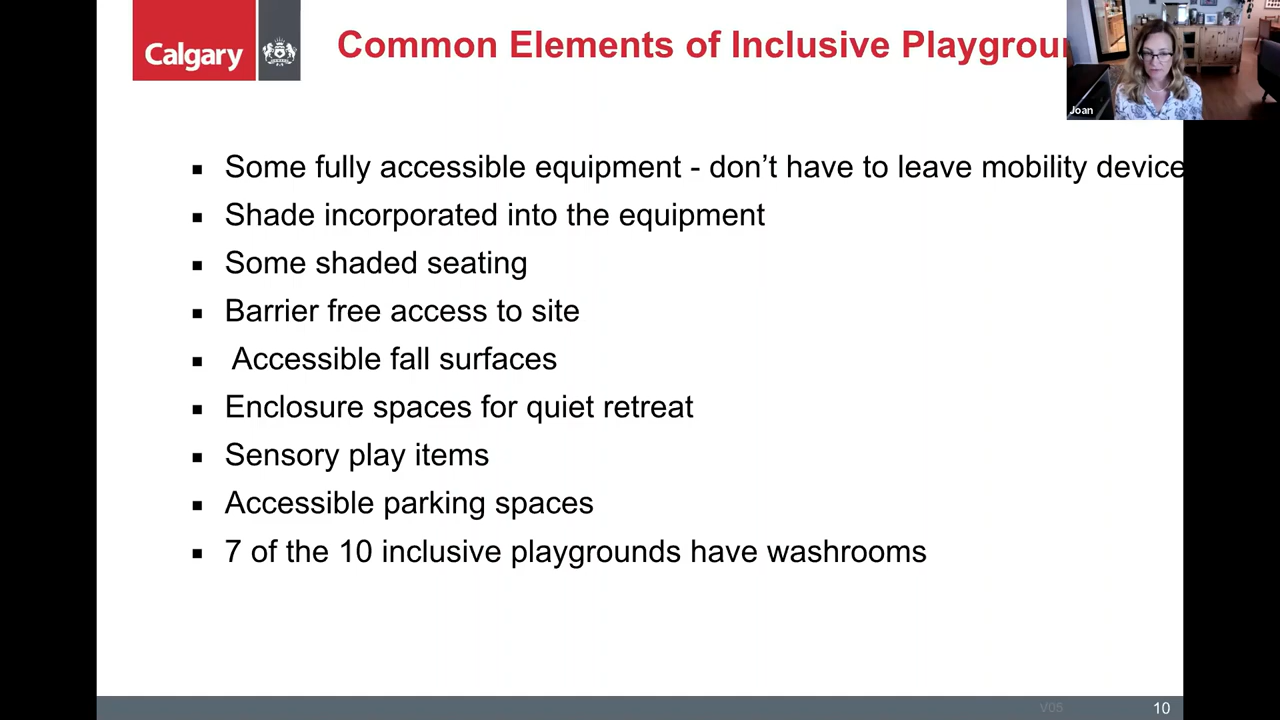 Calgary
Common Elements of Inclusive
Joan
Some fully accessible equipment - don't have to leave mobility device
Shade incorporated into the equipment
Some shaded seating
Barrier free access to site
Accessible fall surfaces
Enclosure spaces for quiet retreat
Sensory play items
Accessible parking spaces
7 of the 10 inclusive playgrounds have washrooms
V05
10